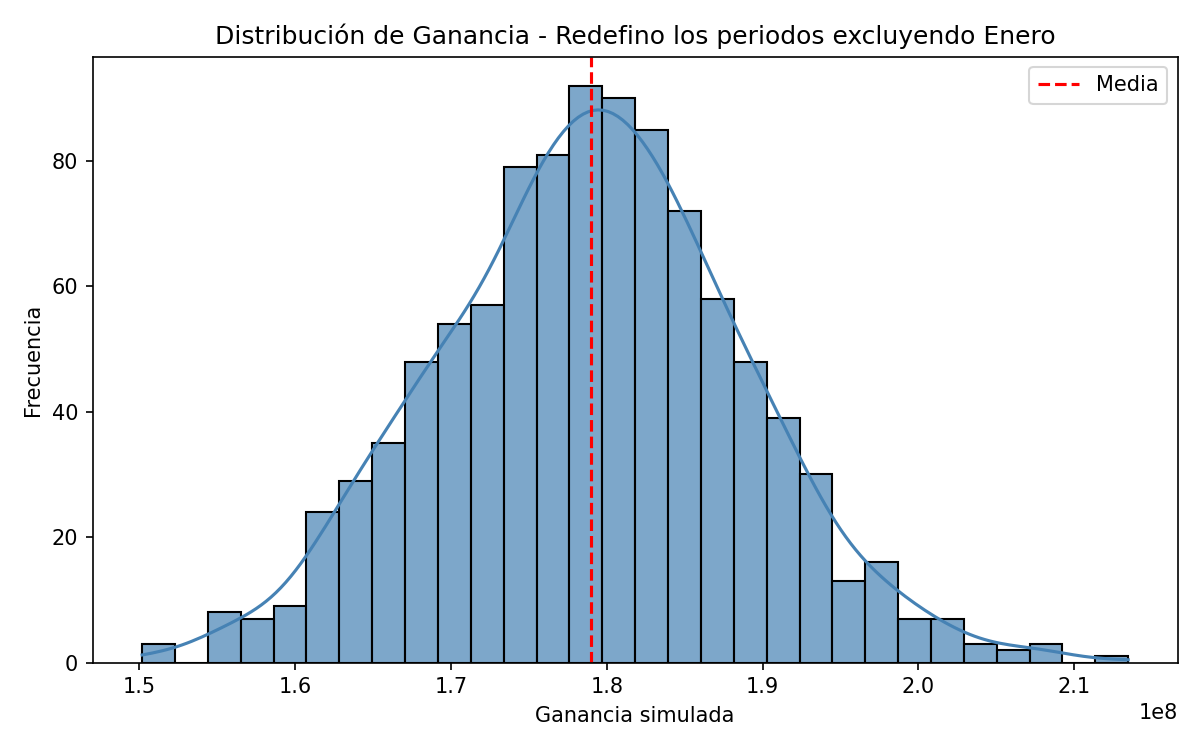 Distribución de Ganancia - Redefino los periodos excluyendo Enero
Media
Frecuencia
80
60
40
20
0
1.5
1.6
1.7
1.8
1.9
2.0
2.1
1e8
Ganancia simulada